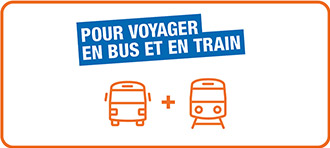 POUR VOYAGER
EN BUS ET EN TRAIN
+